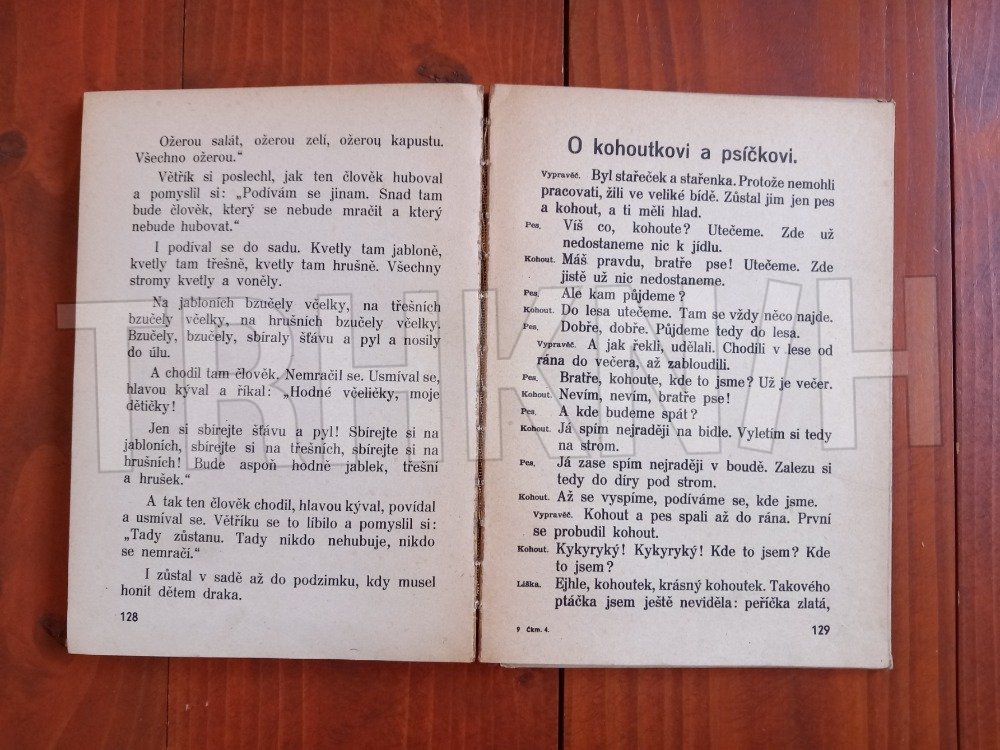 Ožerou salát, ožerou zelí, ožerou kapustu.
Všechno ožerou.“
Větřík si poslechl, jak ten člověk huboval
a pomyslil si: „Podívám se jinam. Snad tam
bude člověk, který se nebude mračit a který
nebude hubovat.“
I podíval se do sadu. Kvetly tam jabloně,
kvetly tam třešně, kvetly tam hrušně. Všechny
stromy kvetly a voněly.
Na jabloních bzučely včelky, na třešních
bzučely včelky, na hrušních bzučely včelky.
Bzučely, bzučely, sbíraly šťávu a pyl a nosily
do úlu.
A chodil tam člověk. Nemračil se. Usmíval se,
hlavou kýval a říkal: „Hodné včeličky, moje
dětičky!
Jen si sbírejte šťávu a pyl! Sbírejte si na
jabloních, sbírejte si na třešních, sbírejte si na
hrušních! Bude aspoň hodně jablek, třešní
a hrušek.“
A tak ten člověk chodil, hlavou kýval, povídal
a usmíval se. Větříku se to líbilo a pomyslil si:
„Tady zůstanu. Tady nikdo nehubuje, nikdo
se nemračí.“
I zůstal v sadě až do podzimku, kdy musel
honit dětem draka.
128
O kohoutkovi a psíčkovi.
Vypravěč. Byl stařeček a stařenka. Protože nemohli
pracovati, žili ve veliké bídě. Zůstal jim jen pes
a kohout, a ti měli hlad.
Pes. Víš co, kohoute? Utečeme. Zde už
nedostaneme nic k jídlu.
Kohout. Máš pravdu, bratře pse! Utečeme. Zde
jistě už nic nedostaneme.
Pes. Ale kam půjdeme?
Kohout. Do lesa utečeme. Tam se vždy něco najde.
Pes. Dobře, dobře. Půjdeme tedy do lesa.
Vypravěč. A jak řekli, udělali. Chodili v lese od
rána do večera, až zabloudili.
Pes. Bratře, kohoute, kde to jsme? Už je večer.
Kohout. Nevím, nevím, bratře pse!
Pes. A kde budeme spát?
Kohout. Já spím nejraději na bidle. Vyletím si tedy
na strom.
Pes. Já zase spím nejraději v boudě. Zalezu si
tedy do díry pod strom.
Kohout. Až se vyspíme, podíváme se, kde jsme.
Vypravěč. Kohout a pes spali až do rána. První
se probudil kohout.
Kohout. Kykyryký! Kykyryký! Kde to jsem? Kde
to jsem?
Liška. Ejhle, kohoutek, krásný kohoutek. Takového
ptáčka jsem ještě neviděla: peříčka zlatá,
9 Čkm. 4.
129
TRHKNIH